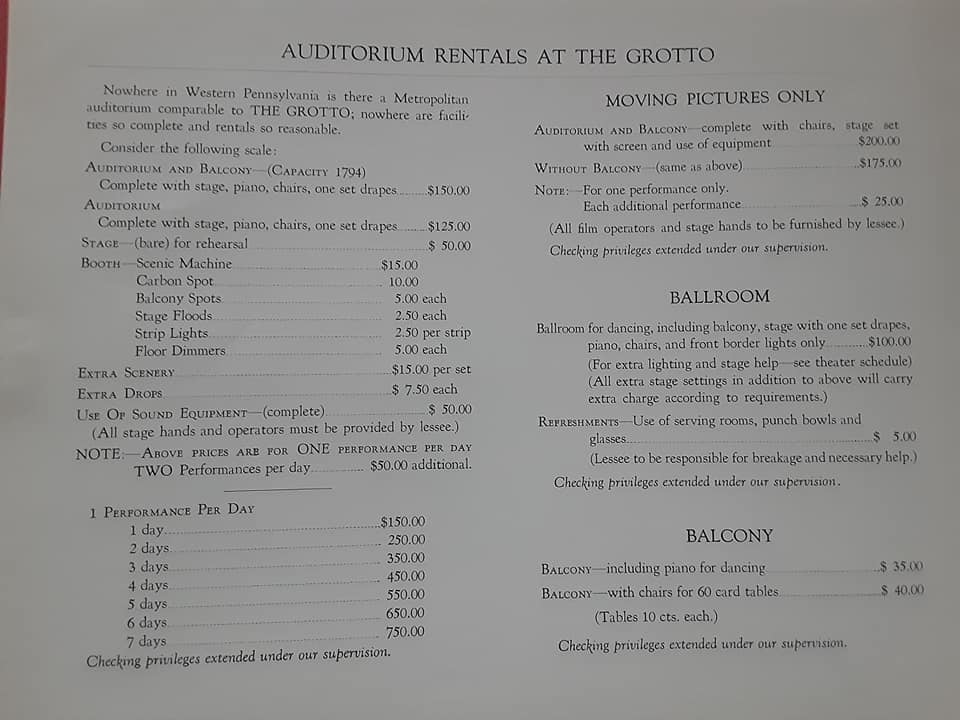 AUDITORIUM RENTALS AT THE GROTTO
Nowhere in Western Pennsylvania is there a Metropolitan
auditorium comparable to THE GROTTO; nowhere are facili-
ties so complete and rentals so reasonable.
Consider the following scale:
AUDITORIUM AND BALCONY—(CAPACITY 1794)
Complete with stage, piano, chairs, one set drapes........$150.00
AUDITORIUM
Complete with stage, piano, chairs, one set drapes........$125.00
STAGE—(bare) for rehearsal........$ 50.00
BOOTH—Scenic Machine........$15.00
Carbon Spot........10.00
Balcony Spots........5.00 each
Stage Floods........2.50 each
Strip Lights........2.50 per strip
Floor Dimmers........5.00 each
EXTRA SCENERY........$15.00 per set
EXTRA DROPS........$ 7.50 each
USE OF SOUND EQUIPMENT—(complete)........$ 50.00
(All stage hands and operators must be provided by lessee.)
NOTE:—ABOVE PRICES ARE FOR ONE PERFORMANCE PER DAY
TWO Performances per day........$50.00 additional.
1 PERFORMANCE PER DAY
1 day........$150.00
2 days........250.00
3 days........350.00
4 days........450.00
5 days........550.00
6 days........650.00
7 days........750.00
Checking privileges extended under our supervision.
MOVING PICTURES ONLY
AUDITORIUM AND BALCONY—complete with chairs, stage set
with screen and use of equipment........$200.00
WITHOUT BALCONY—(same as above)........$175.00
NOTE:—For one performance only.
Each additional performance........$ 25.00
(All film operators and stage hands to be furnished by lessee.)
Checking privileges extended under our supervision.
BALLROOM
Ballroom for dancing, including balcony, stage with one set drapes,
piano, chairs, and front border lights only........$100.00
(For extra lighting and stage help—see theater schedule)
(All extra stage settings in addition to above will carry
extra charge according to requirements.)
REFRESHMENTS—Use of serving rooms, punch bowls and
glasses........$ 5.00
(Lessee to be responsible for breakage and necessary help.)
Checking privileges extended under our supervision.
BALCONY
BALCONY—including piano for dancing........$ 35.00
BALCONY—with chairs for 60 card tables........$ 40.00
(Tables 10 cts. each.)
Checking privileges extended under our supervision.